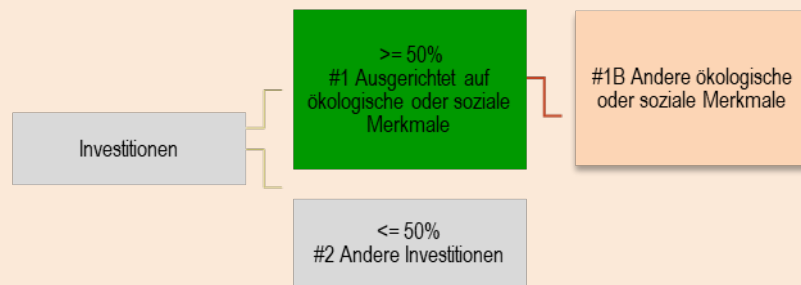 Investitionen
>= 50%
#1 Ausgerichtet auf
ökologische oder soziale
Merkmale
#1B Andere ökologische
oder soziale Merkmale
<= 50%
#2 Andere Investitionen